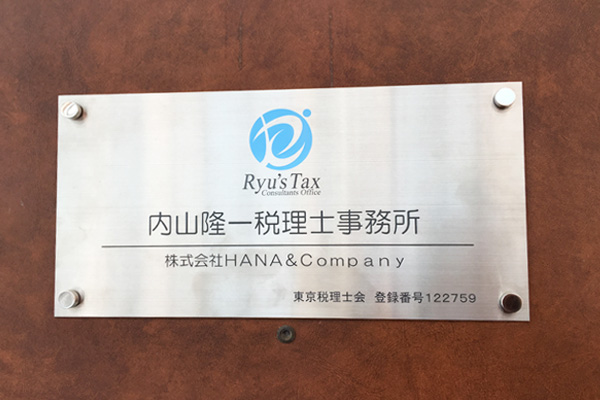 Ryu's Tax
Consultants Office
内山隆一税理士事務所
株式会社HANA&Company
東京税理士会 登録番号122759